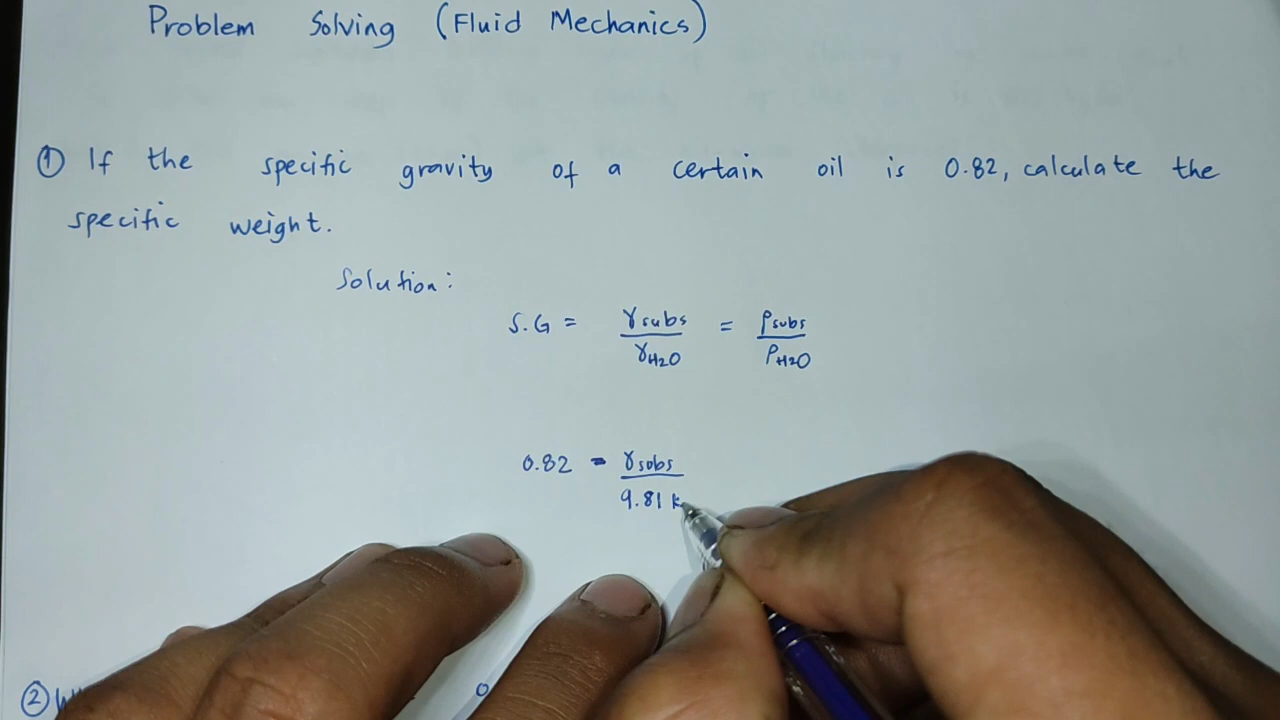 Problem Solving (Fluid Mechanics)
① If the specific gravity of a certain oil is 0.82, calculate the
specific weight.
Solution:
S.G = γsubs / γH2O = ρsubs / ρH2O
0.82 = γsubs / 9.81 k
②